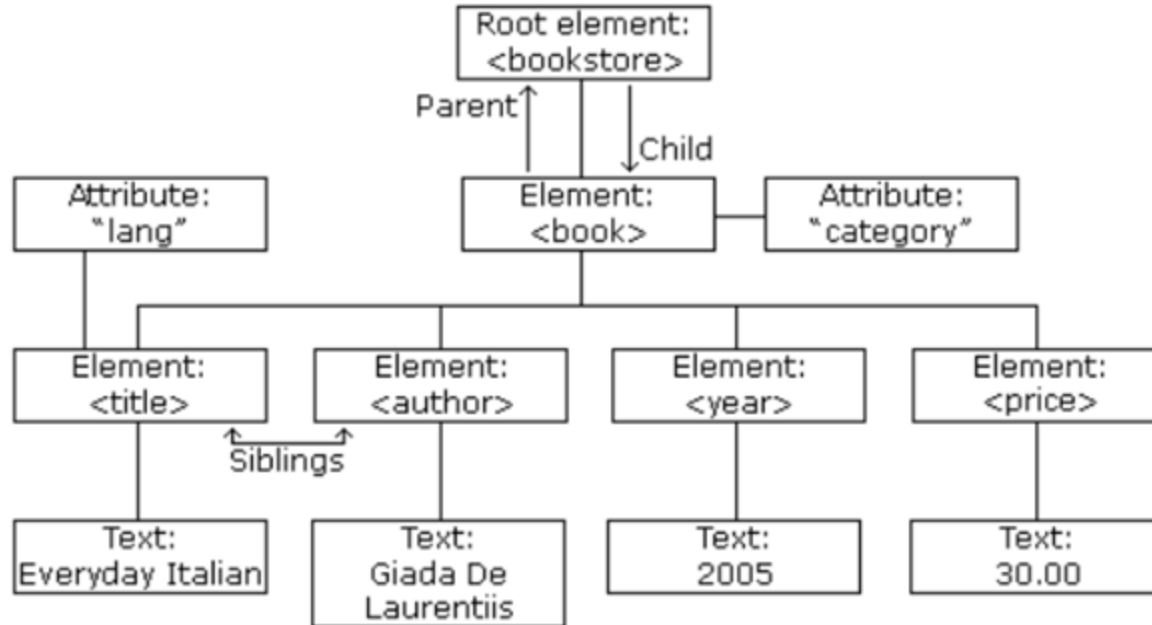 Root element:
<bookstore>
Parent
Child
Attribute:
“lang”
Element:
<book>
Attribute:
“category”
Element:
<title>
Element:
<author>
Element:
<year>
Element:
<price>
Siblings
Text:
Everyday Italian
Text:
Giada De
Laurentiis
Text:
2005
Text:
30.00